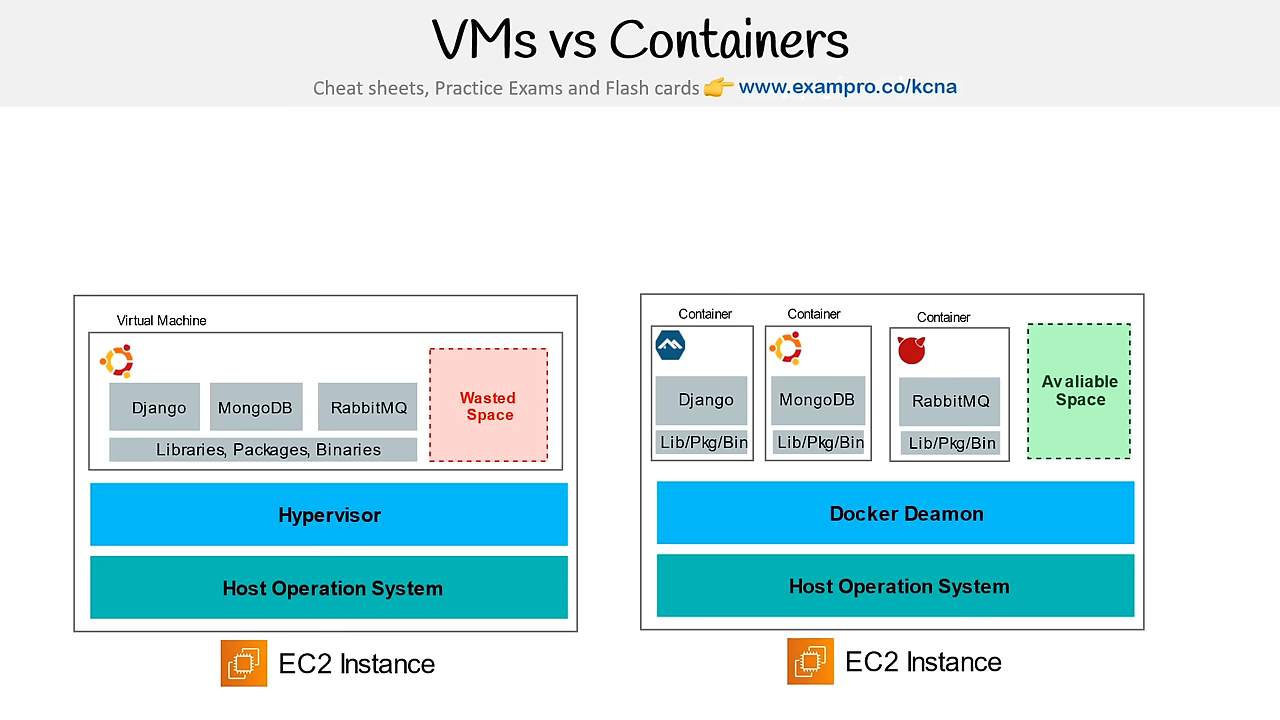 VMs vs Containers
Cheat sheets, Practice Exams and Flash cards 👉 www.exampro.co/kcna
Virtual Machine
Django
MongoDB
RabbitMQ
Libraries, Packages, Binaries
Wasted
Space
Hypervisor
Host Operation System
EC2 Instance
Container
Django
Lib/Pkg/Bin
Container
MongoDB
Lib/Pkg/Bin
Container
RabbitMQ
Lib/Pkg/Bin
Avaliable
Space
Docker Deamon
Host Operation System
EC2 Instance